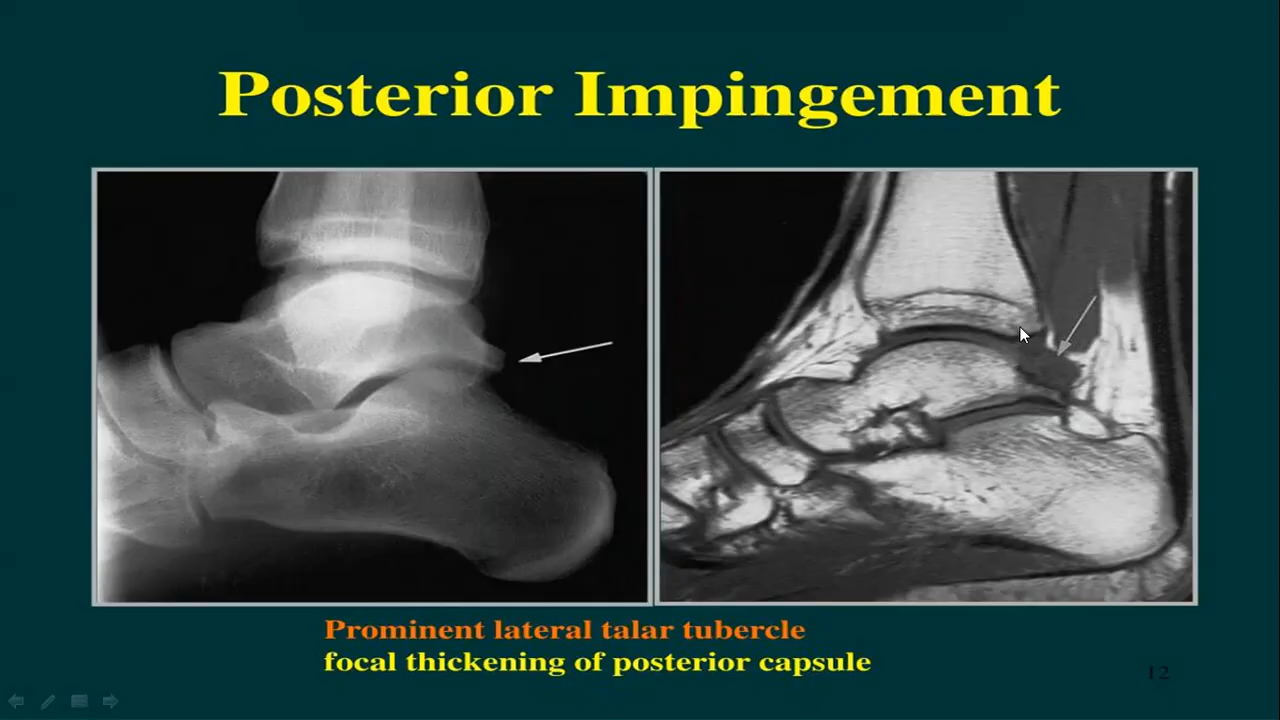 Posterior Impingement
Prominent lateral talar tubercle
focal thickening of posterior capsule
12